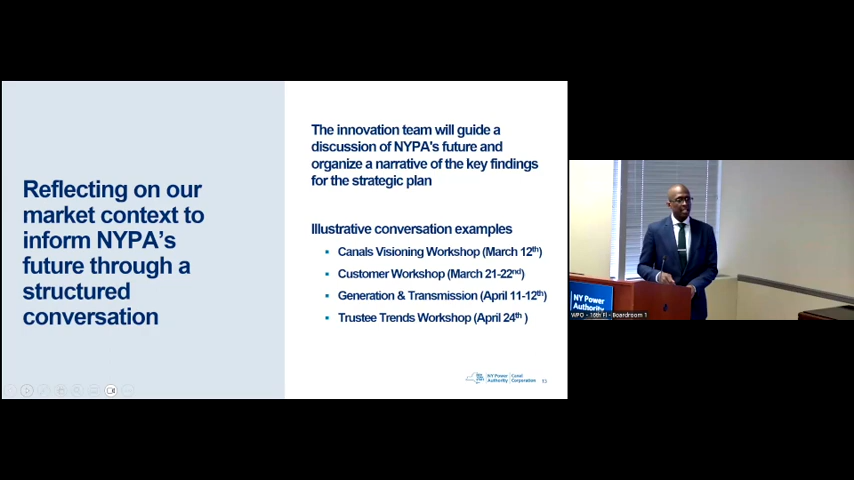 Reflecting on our
market context to
inform NYPA's
future through a
structured
conversation
The innovation team will guide a
discussion of NYPA's future and
organize a narrative of the key findings
for the strategic plan
Illustrative conversation examples
▪ Canals Visioning Workshop (March 12th)
▪ Customer Workshop (March 21-22nd)
▪ Generation & Transmission (April 11-12th)
▪ Trustee Trends Workshop (April 24th )
NY Power
Authority
Canal
Corporation
NY Power
Authority
WPO - 16th Fl - Boardroom 1